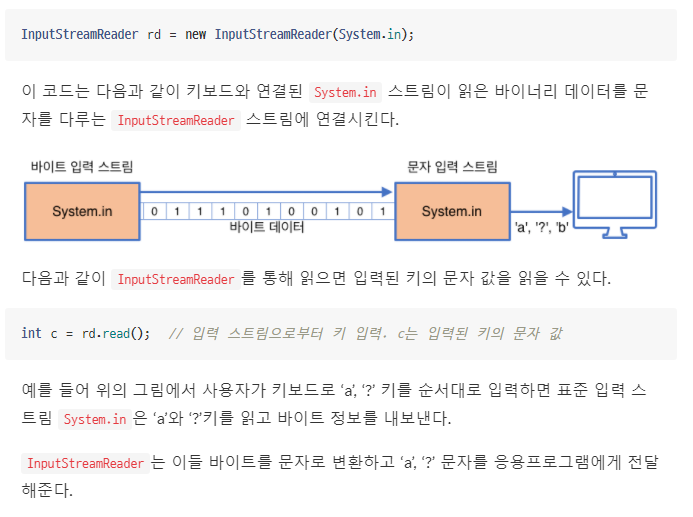 InputStreamReader rd = new InputStreamReader(System.in);
이 코드는 다음과 같이 키보드와 연결된 System.in 스트림이 읽은 바이너리 데이터를 문
자를 다루는 InputStreamReader 스트림에 연결시킨다.
바이트 입력 스트림
문자 입력 스트림
System.in
0 1 1 1 0 1 0 0 1 0 1
System.in
바이트 데이터
'a', '?', 'b'
다음과 같이 InputStreamReader 를 통해 읽으면 입력된 키의 문자 값을 읽을 수 있다.
int c = rd.read(); // 입력 스트림으로부터 키 입력. c는 입력된 키의 문자 값
예를 들어 위의 그림에서 사용자가 키보드로 ‘a’, ‘?’ 키를 순서대로 입력하면 표준 입력 스
트림 System.in 은 ‘a’와 ‘?’키를 읽고 바이트 정보를 내보낸다.
InputStreamReader 는 이들 바이트를 문자로 변환하고 ‘a’, ‘?’ 문자를 응용프로그램에게 전달
해준다.